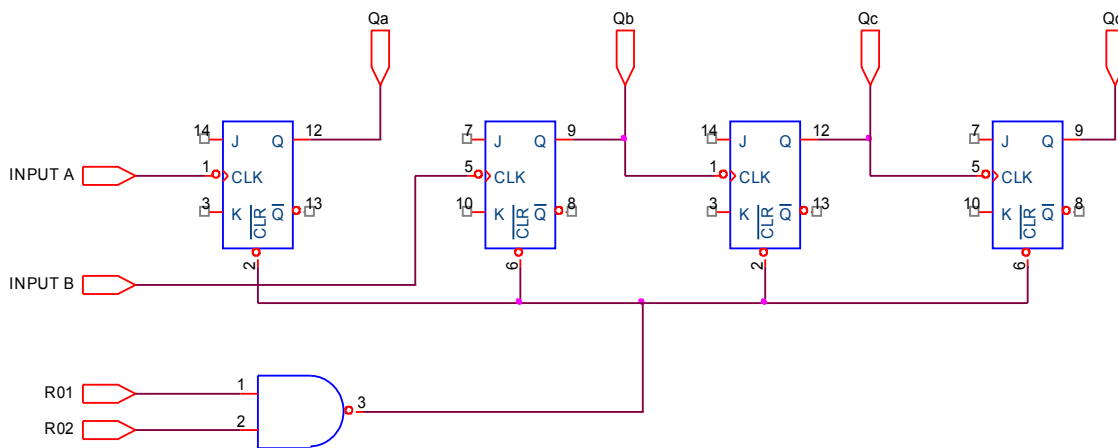 Qa Qb Qc
14 J Q 12 7 J Q 9 14 J Q 12 7 J Q 9
INPUT A 1 CLK 5 CLK 1 CLK 5 CLK
3 K CLR Q 13 10 K CLR Q 8 3 K CLR Q 13 10 K CLR Q 8
2 6 2 6
INPUT B
R01 1
3
R02 2